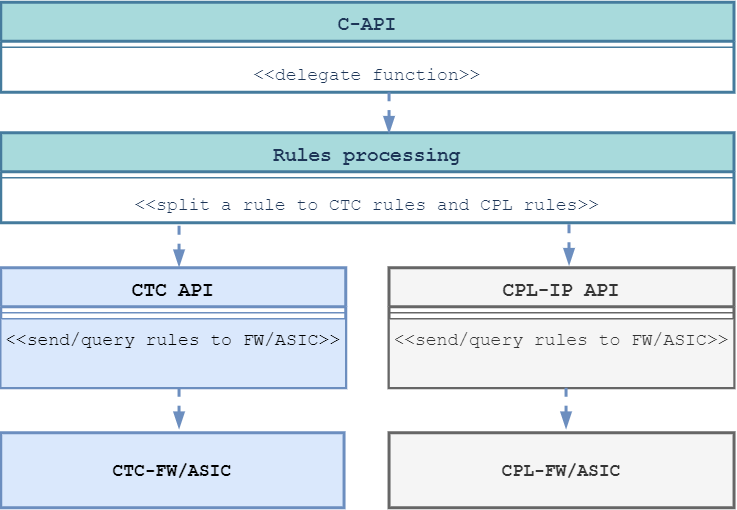 C-API
<<delegate function>>
Rules processing
<<split a rule to CTC rules and CPL rules>>
CTC API
CPL-IP API
<<send/query rules to FW/ASIC>>
<<send/query rules to FW/ASIC>>
CTC-FW/ASIC
CPL-FW/ASIC